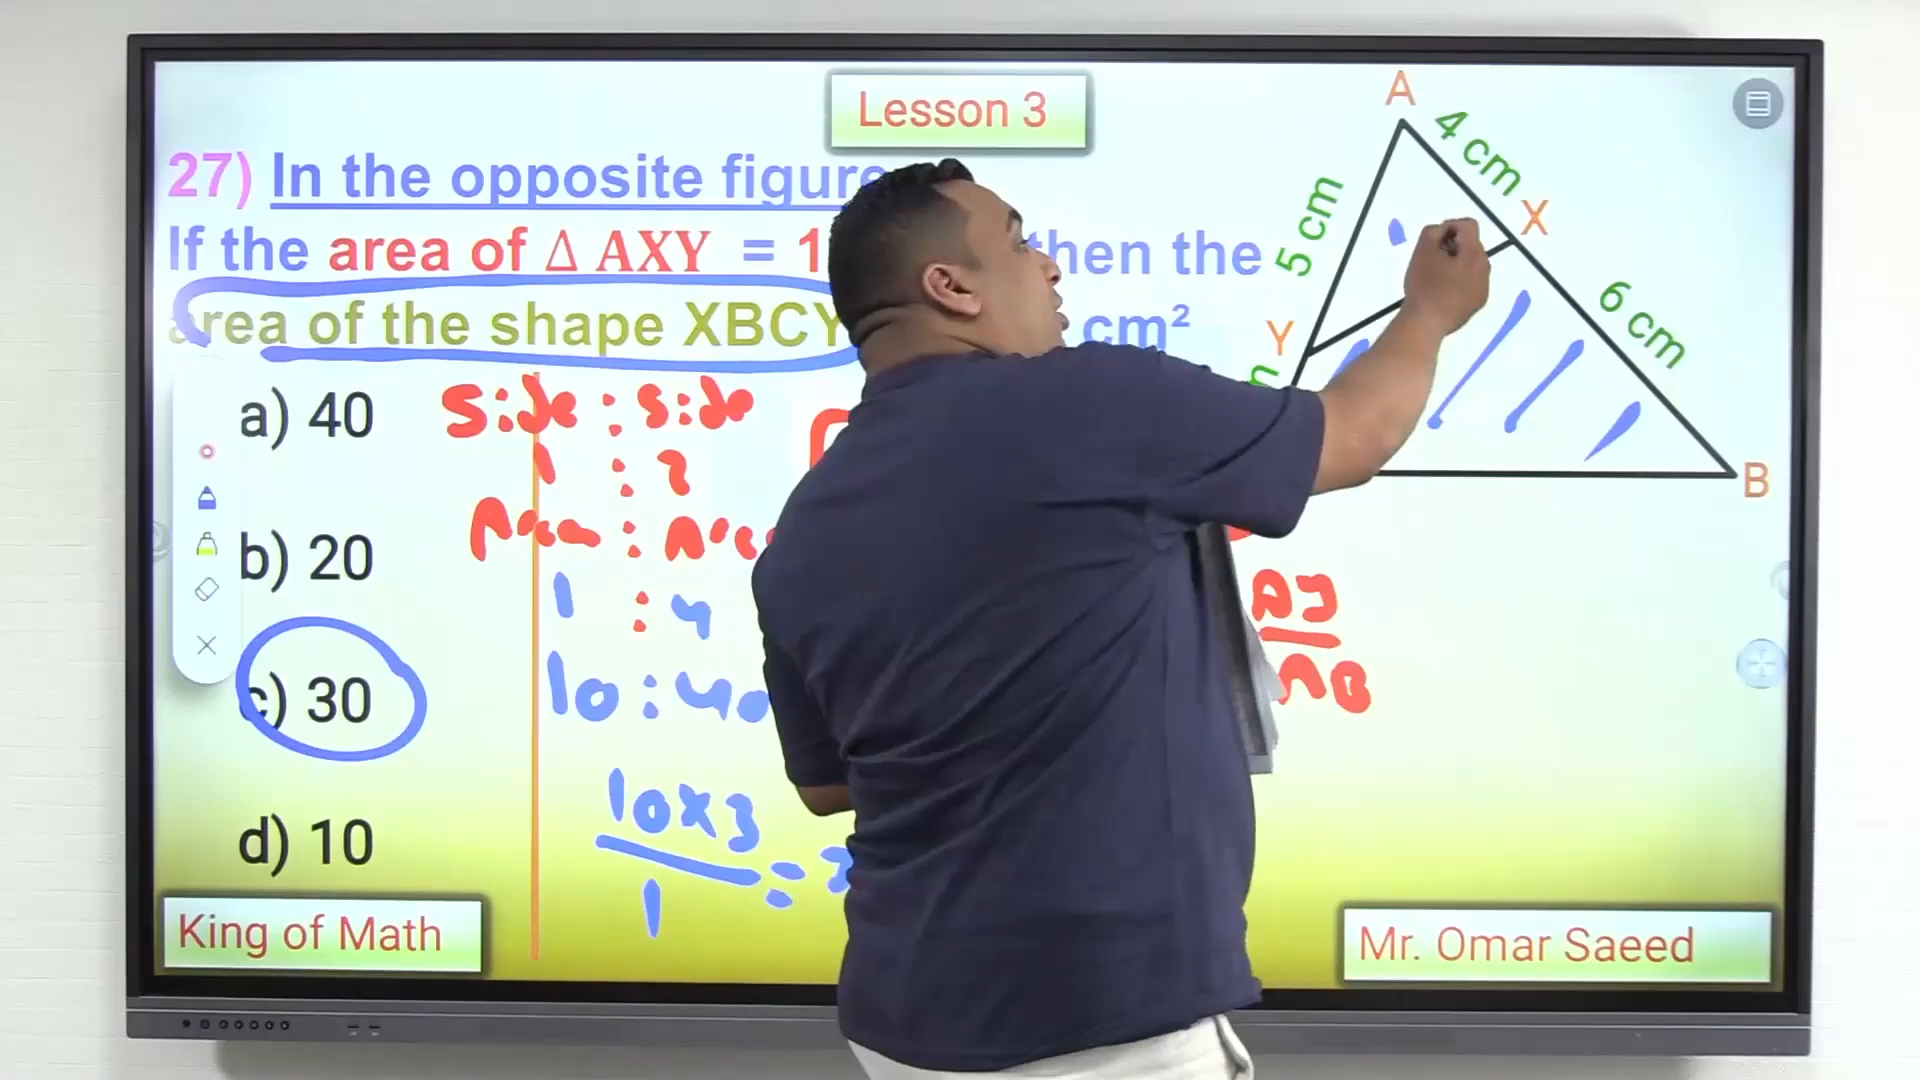 Lesson 3
27) In the opposite figure
If the area of Δ AXY = 1 then the
area of the shape XBCY cm²
a) 40
b) 20
c) 30
d) 10
Side : Side
1 : 2
Area : Area
1 : 4
10 : 40
10×3
1
=
A
4 cm
X
5 cm
6 cm
Y
B
AY
AB
King of Math
Mr. Omar Saeed